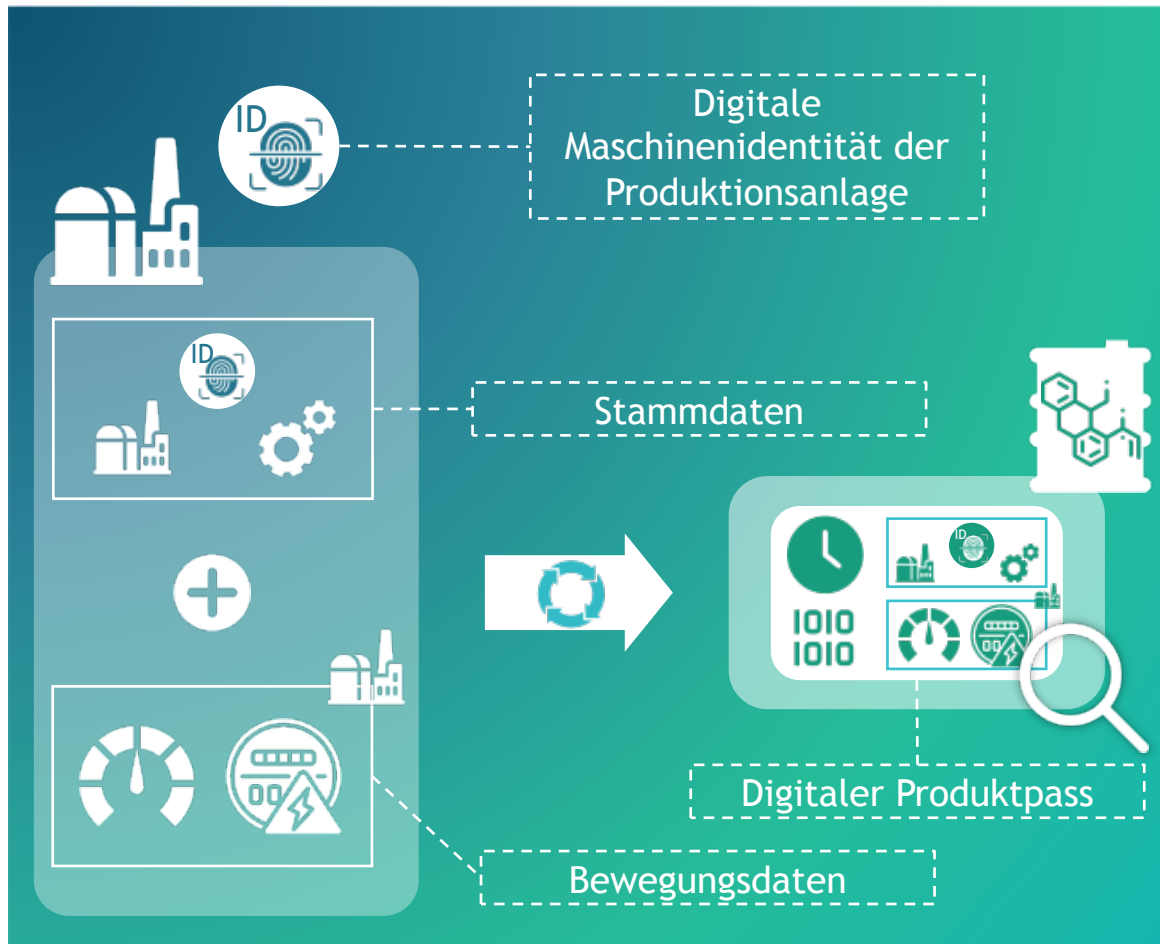 ID
Digitale
Maschinenidentität der
Produktionsanlage
ID
Stammdaten
ID
1010
1010
Digitaler Produktpass
Bewegungsdaten